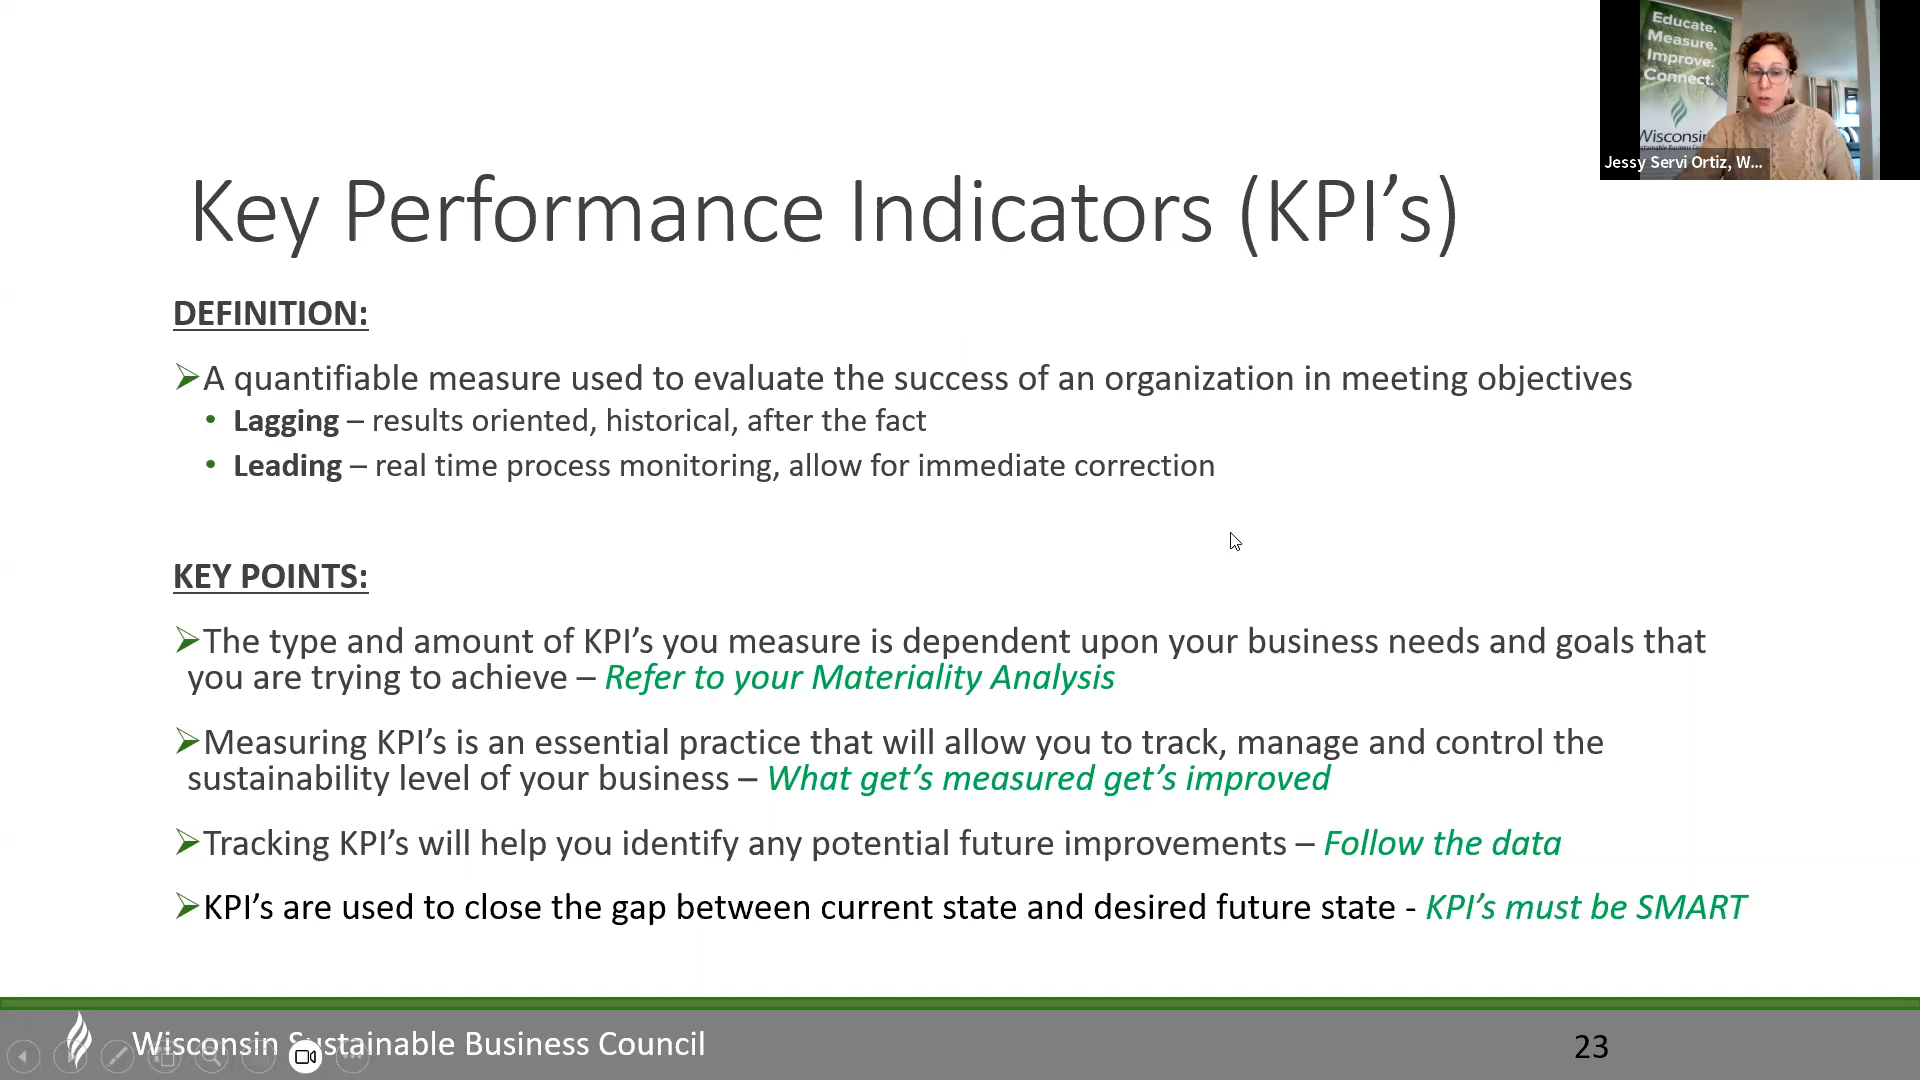 Educate.
Measure.
Improve.
Connect.
Wisconsin
Jessy Servi Ortiz, W...
Key Performance Indicators (KPI’s)
DEFINITION:
➢A quantifiable measure used to evaluate the success of an organization in meeting objectives
• Lagging – results oriented, historical, after the fact
• Leading – real time process monitoring, allow for immediate correction
KEY POINTS:
➢The type and amount of KPI’s you measure is dependent upon your business needs and goals that
you are trying to achieve – Refer to your Materiality Analysis
➢Measuring KPI’s is an essential practice that will allow you to track, manage and control the
sustainability level of your business – What get’s measured get’s improved
➢Tracking KPI’s will help you identify any potential future improvements – Follow the data
➢KPI’s are used to close the gap between current state and desired future state - KPI’s must be SMART
Wisconsin Sustainable Business Council
23